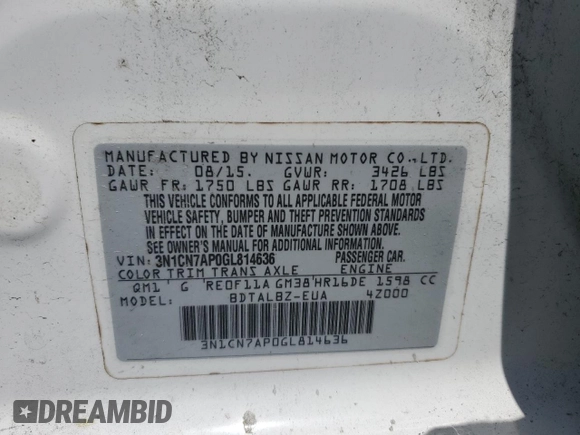 MANUFACTURED BY NISSAN MOTOR CO.,LTD.
DATE: 08/15. GVWR: 3426 LBS
GAWR FR: 1750 LBS GAWR RR: 1708 LBS
THIS VEHICLE CONFORMS TO ALL APPLICABLE FEDERAL MOTOR
VEHICLE SAFETY, BUMPER AND THEFT PREVENTION STANDARDS
IN EFFECT ON THE DATE OF MANUFACTURE SHOWN ABOVE.
SEE OWNER'S MANUAL FOR ADDITIONAL INFORMATION.
VIN: 3N1CN7AP0GL814636 PASSENGER CAR.
COLOR TRIM TRANS AXLE ENGINE
QM1 G RE0F11A GM38 HR16DE 1598 CC
MODEL: BDTALBZ-EUA 4Z000
3N1CN7AP0GL814636
DREAMBID